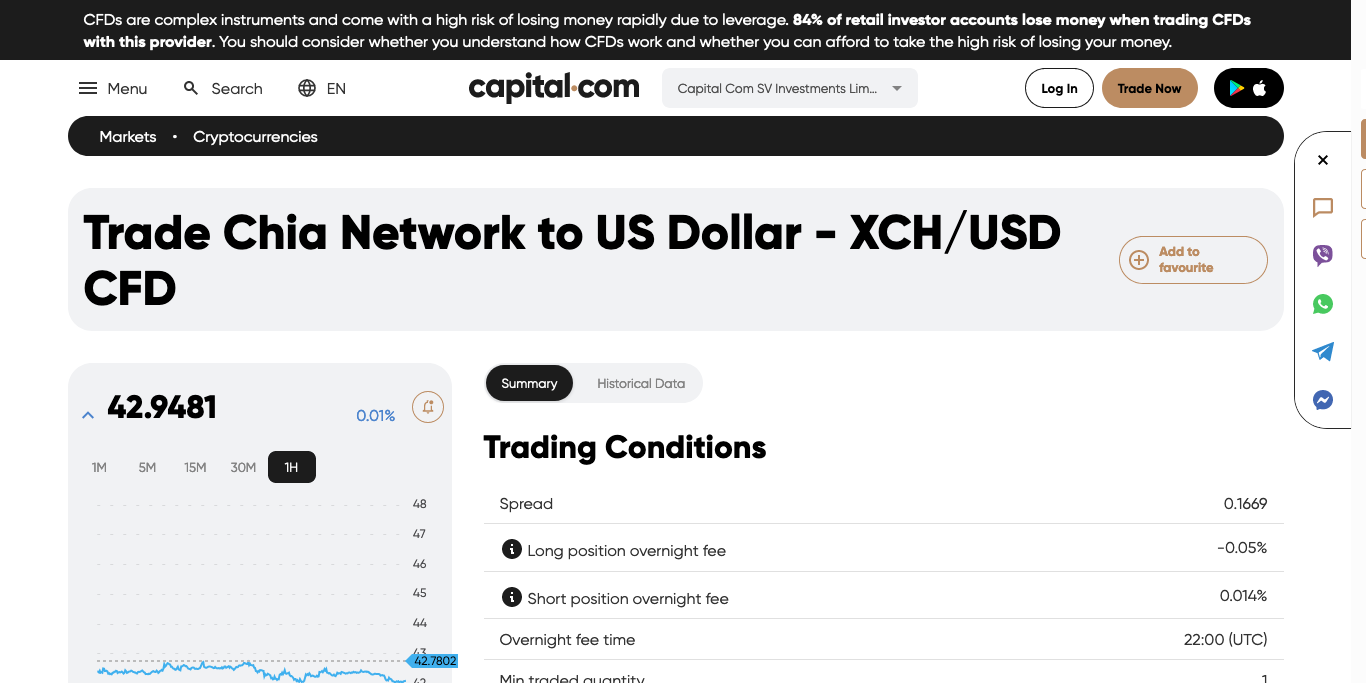 CFDs are complex instruments and come with a high risk of losing money rapidly due to leverage. 84% of retail investor accounts lose money when trading CFDs
with this provider. You should consider whether you understand how CFDs work and whether you can afford to take the high risk of losing your money.
Menu Search EN capital.com Capital Com SV Investments Lim... Log In Trade Now
Markets • Cryptocurrencies
Trade Chia Network to US Dollar - XCH/USD
CFD
Add to
favourite
42.9481 0.01%
1M 5M 15M 30M 1H
48
47
46
45
44
43
42.7802
42
Summary Historical Data
Trading Conditions
Spread 0.1669
Long position overnight fee -0.05%
Short position overnight fee 0.014%
Overnight fee time 22:00 (UTC)
Min traded quantity 1